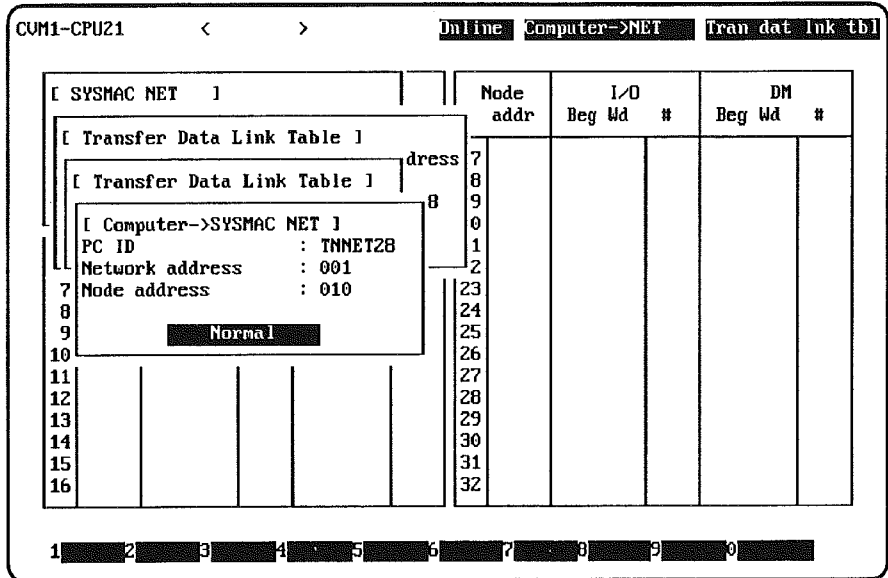 CVM1-CPU21 < > Online Computer->NET Tran dat lnk tbl
[ SYSMAC NET ]
[ Transfer Data Link Table ]
dress
[ Transfer Data Link Table ]
8
[ Computer->SYSMAC NET ]
PC ID : TNNET28
Network address : 001
Node address : 010
Normal
7
8
9
10
11
12
13
14
15
16
Node I/O DM
addr Beg Wd # Beg Wd #
7
8
9
0
1
2
23
24
25
26
27
28
29
30
31
32
1 2 3 4 5 6 7 8 9 0